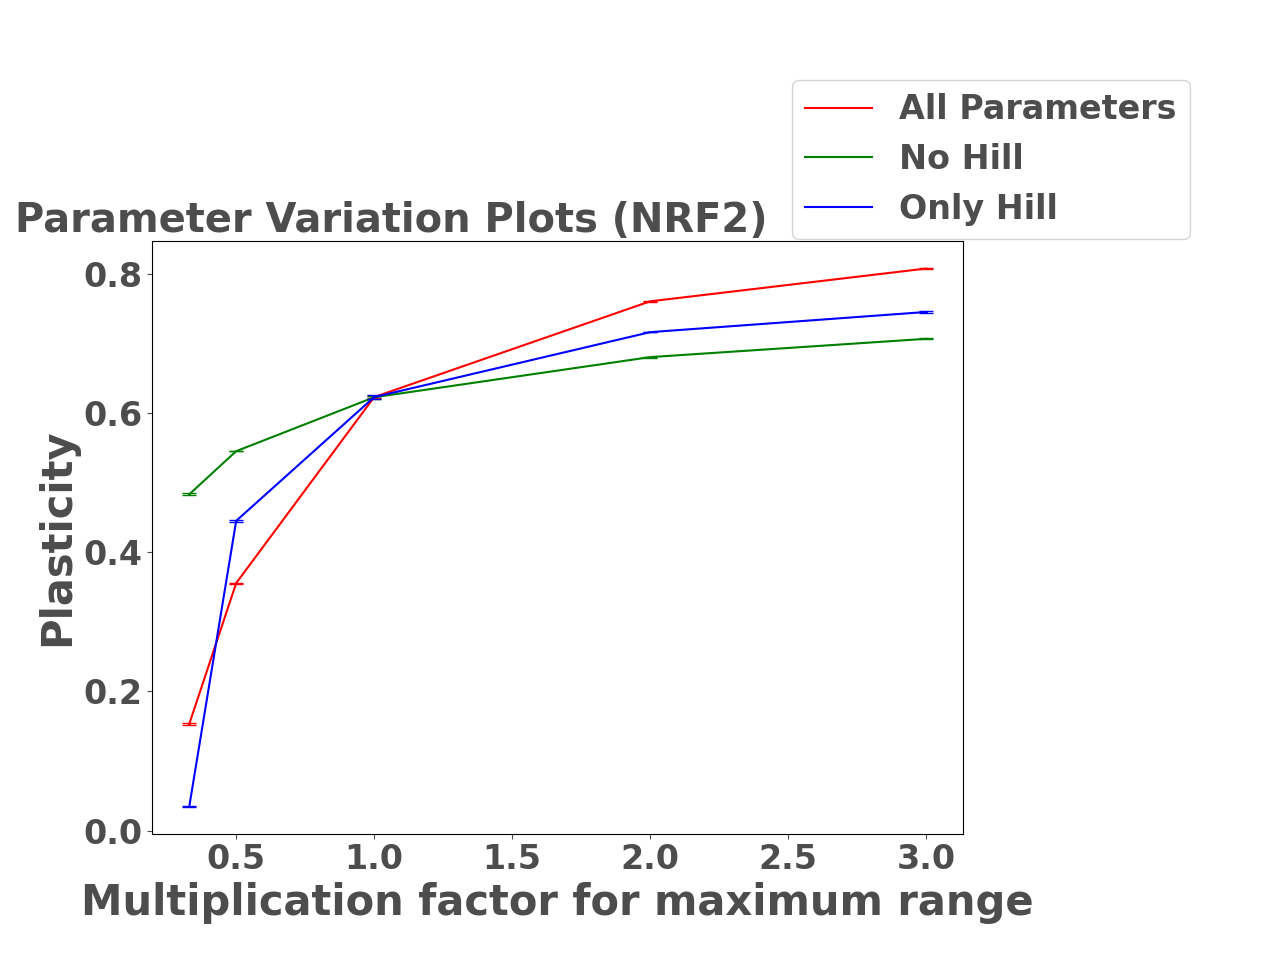 All Parameters
No Hill
Only Hill
Parameter Variation Plots (NRF2)
Plasticity
0.8
0.6
0.4
0.2
0.0
0.5 1.0 1.5 2.0 2.5 3.0
Multiplication factor for maximum range